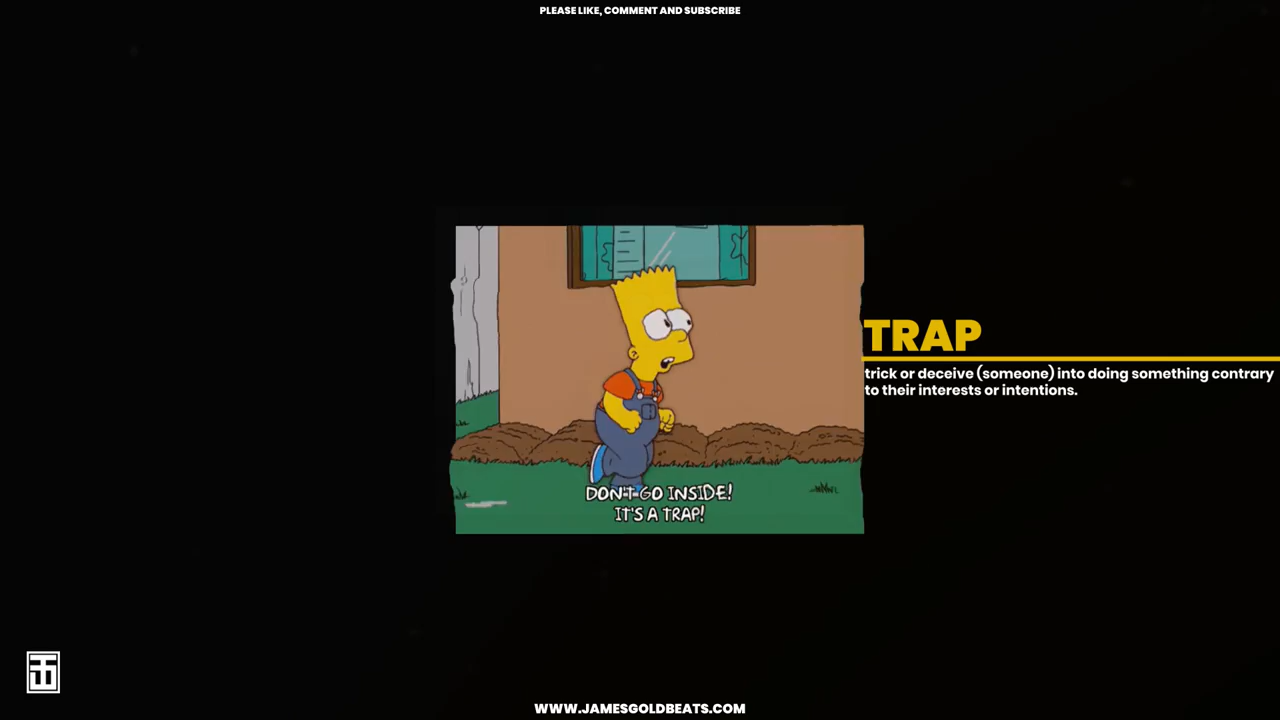 PLEASE LIKE, COMMENT AND SUBSCRIBE
DON'T GO INSIDE!
IT'S A TRAP!
TRAP
trick or deceive (someone) into doing something contrary
to their interests or intentions.
WWW.JAMESGOLDBEATS.COM